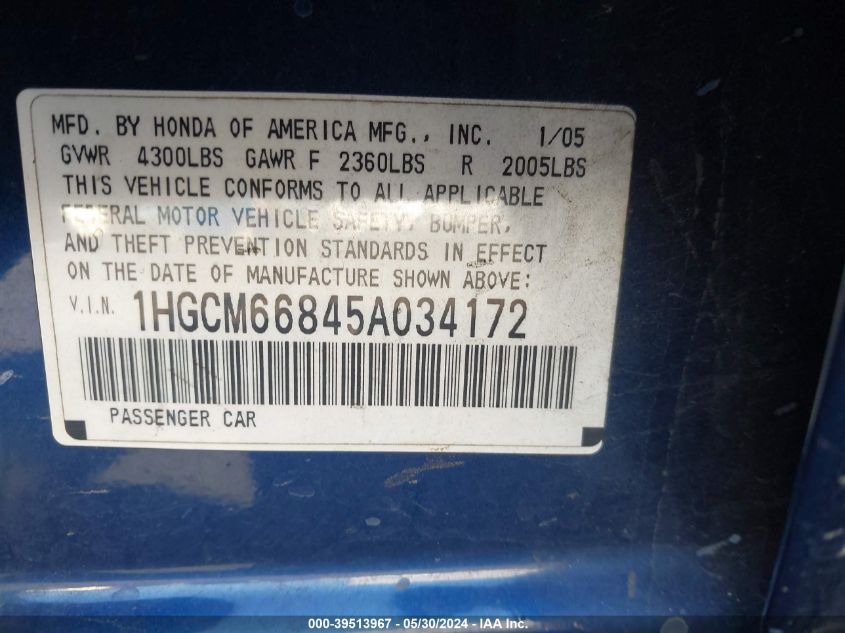 MFD. BY HONDA OF AMERICA MFG., INC. 1/05
GVWR 4300LBS GAWR F 2360LBS R 2005LBS
THIS VEHICLE CONFORMS TO ALL APPLICABLE
FEDERAL MOTOR VEHICLE SAFETY, BUMPER,
AND THEFT PREVENTION STANDARDS IN EFFECT
ON THE DATE OF MANUFACTURE SHOWN ABOVE:
V.I.N. 1HGCM66845A034172
PASSENGER CAR
000-39513967 - 05/30/2024 - IAA Inc.